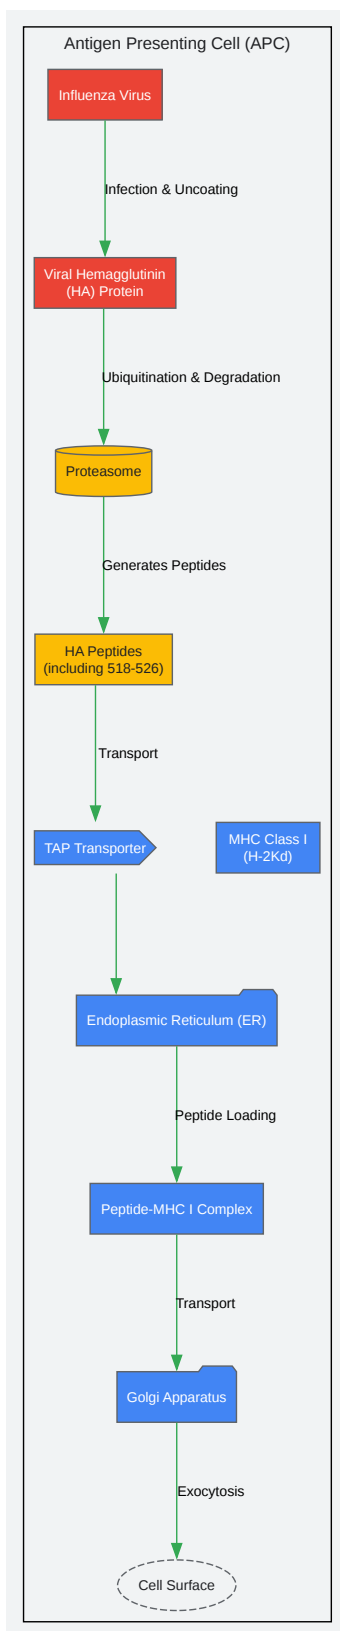 Antigen Presenting Cell (APC)
Influenza Virus
Infection & Uncoating
Viral Hemagglutinin
(HA) Protein
Ubiquitination & Degradation
Proteasome
Generates Peptides
HA Peptides
(including 518-526)
Transport
TAP Transporter
MHC Class I
(H-2Kd)
Endoplasmic Reticulum (ER)
Peptide Loading
Peptide-MHC I Complex
Transport
Golgi Apparatus
Exocytosis
Cell Surface